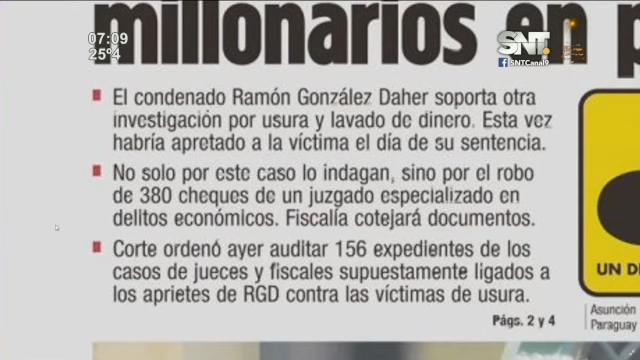 07:09
25°4
millonarios en p
SNT
SNTCanal9
El condenado Ramón González Daher soporta otra
investigación por usura y lavado de dinero. Esta vez
habría apretado a la víctima el día de su sentencia.
No solo por este caso lo indagan, sino por el robo
de 380 cheques de un juzgado especializado en
delitos económicos. Fiscalía cotejará documentos.
Corte ordenó ayer auditar 156 expedientes de los
casos de jueces y fiscales supuestamente ligados a
los aprietes de RGD contra las víctimas de usura.
Págs. 2 y 4
UN DI
Asunción
Paraguay